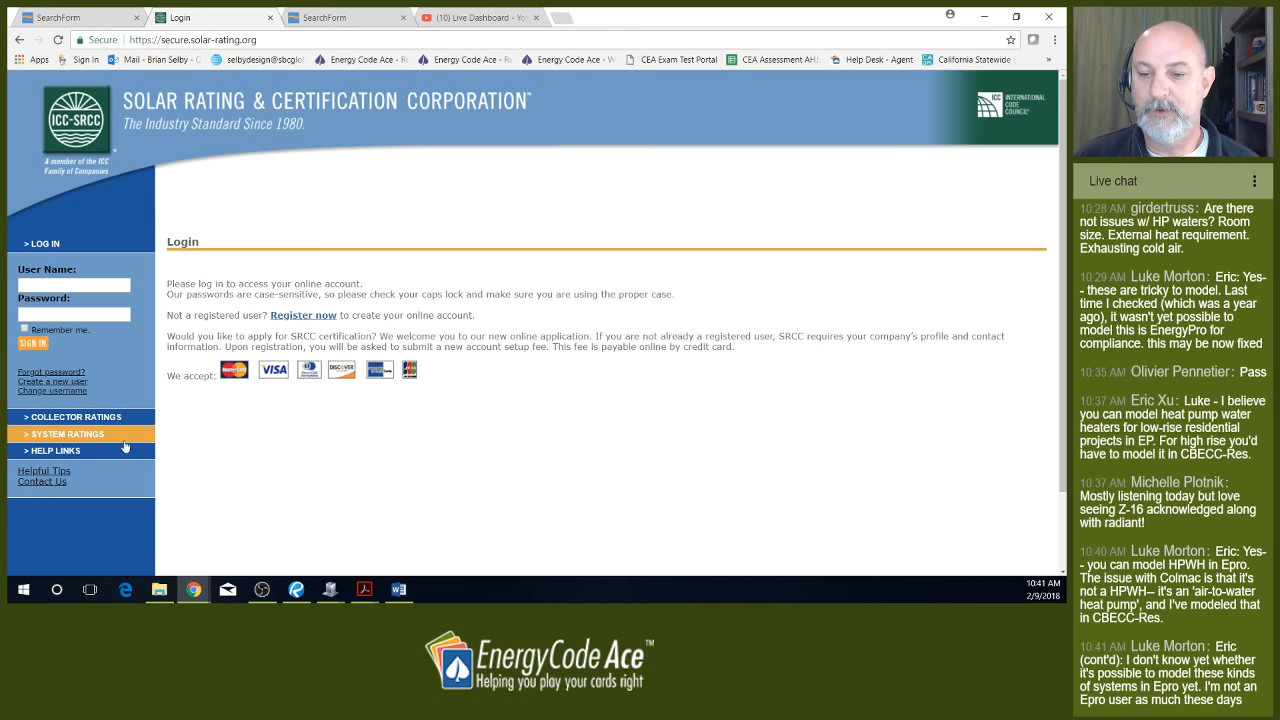 SearchForm
Login
SearchForm
(10) Live Dashboard - Yo
Secure
https://secure.solar-rating.org
Apps
Sign In
Mail - Brian Selby - C
selbydesign@sbcglo
Energy Code Ace - Re
Energy Code Ace - Re
Energy Code Ace - W
CEA Exam Test Portal
CEA Assessment AHJ
Help Desk - Agent
California Statewide
ICC-SRCC
A member of the ICC
Family of Companies
SOLAR RATING & CERTIFICATION CORPORATION™
The Industry Standard Since 1980.
INTERNATIONAL
CODE
COUNCIL
> LOG IN
User Name:
Password:
Remember me.
SIGN IN
Forgot password?
Create a new user
Change username
> COLLECTOR RATINGS
> SYSTEM RATINGS
> HELP LINKS
Helpful Tips
Contact Us
Login
Please log in to access your online account.
Our passwords are case-sensitive, so please check your caps lock and make sure you are using the proper case.
Not a registered user? Register now to create your online account.
Would you like to apply for SRCC certification? We welcome you to our new online application. If you are not already a registered user, SRCC requires your company's profile and contact
information. Upon registration, you will be asked to submit a new account setup fee. This fee is payable online by credit card.
We accept: MasterCard VISA DISCOVER
10:41 AM
2/9/2018
EnergyCode Ace™
Helping you play your cards right
Live chat
10:28 AM girdertruss: Are there
not issues w/ HP waters? Room
size. External heat requirement.
Exhausting cold air.
10:29 AM Luke Morton: Eric: Yes-
- these are tricky to model. Last
time I checked (which was a year
ago), it wasn't yet possible to
model this is EnergyPro for
compliance. this may be now fixed
10:35 AM Olivier Pennetier: Pass
10:37 AM Eric Xu: Luke - I believe
you can model heat pump water
heaters for low-rise residential
projects in EP. For high rise you'd
have to model it in CBECC-Res.
10:37 AM Michelle Plotnik:
Mostly listening today but love
seeing Z-16 acknowledged along
with radiant!
10:40 AM Luke Morton: Eric: Yes-
- you can model HPWH in Epro.
The issue with Colmac is that it's
not a HPWH-- it's an 'air-to-water
heat pump', and I've modeled that
in CBECC-Res.
10:41 AM Luke Morton: Eric
(cont'd): I don't know yet whether
it's possible to model these kinds
of systems in Epro yet. I'm not an
Epro user as much these days